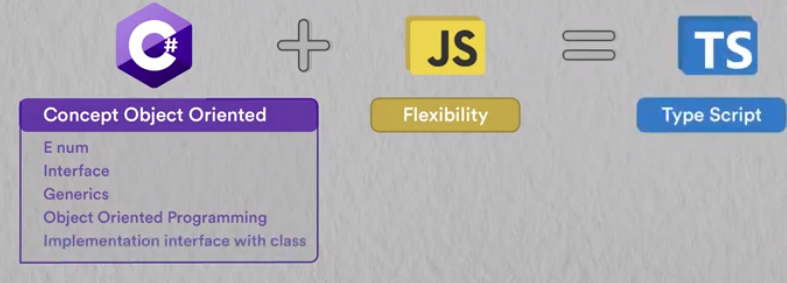 C#
JS
TS
Concept Object Oriented
Flexibility
Type Script
E num
Interface
Generics
Object Oriented Programming
Implementation interface with class